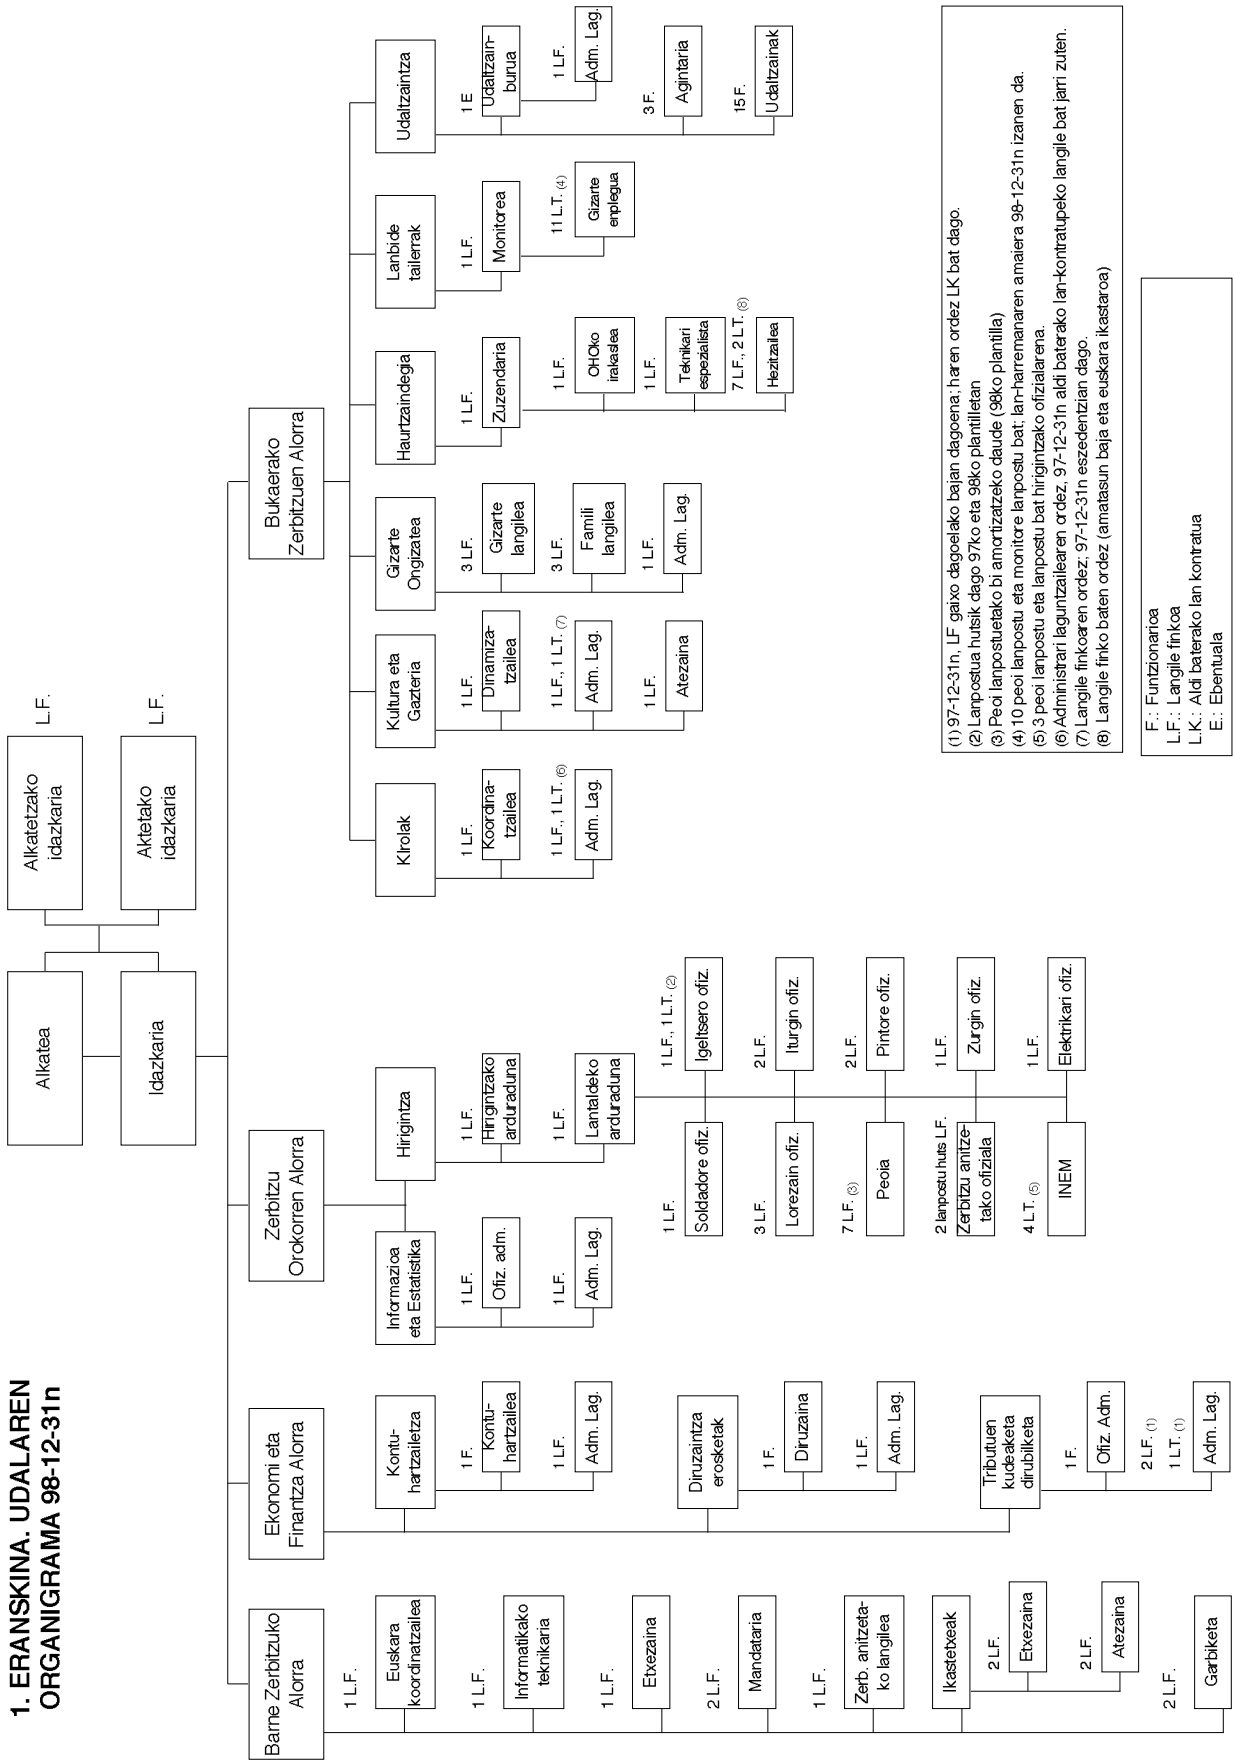 1. ERANSKINA. UDALAREN
ORGANIGRAMA 98-12-31n
Alkatea
Idazkaria
Alkatetzako
idazkaria
L.F.
Aktetako
idazkaria
L.F.
Barne Zerbitzuko
Alorra
1 L.F.
Euskara
koordinatzailea
1 L.F.
Informatikako
teknikaria
1 L.F.
Etxezaina
2 L.F.
Mandataria
1 L.F.
Zerb. anitzeta-
ko langilea
Ikastetxeak
2 L.F.
Etxezaina
2 L.F.
Atezaina
2 L.F.
Garbiketa
Ekonomi eta
Finantza Alorra
Kontu-
hartzailetza
1 F.
Kontu-
hartzailea
1 L.F.
Adm. Lag.
Diruzaintza
erosketak
1 F.
Diruzaina
1 L.F.
Adm. Lag.
Tributuen
kudeaketa
dirubilketa
1 F.
Ofiz. Adm.
2 L.F. (1)
1 L.T. (1)
Adm. Lag.
Zerbitzu
Orokorren Alorra
Informazioa
eta Estatistika
1 L.F.
Ofiz. adm.
1 L.F.
Adm. Lag.
Hirigintza
1 L.F.
Hirigintzako
arduraduna
1 L.F.
Lantaldeko
arduraduna
1 L.F.
Soldadore ofiz.
1 L.F., 1 L.T. (2)
Igeltsero ofiz.
3 L.F.
Lorezain ofiz.
2 L.F.
Iturgin ofiz.
7 L.F. (3)
Peoia
2 L.F.
Pintore ofiz.
2 lanpostu huts L.F.
Zerbitzu anitze-
tako ofiziala
1 L.F.
Zurgin ofiz.
4 L.T. (5)
INEM
1 L.F.
Elektrikari ofiz.
Bukaerako
Zerbitzuen Alorra
KIrolak
1 L.F.
Koordina-
tzailea
1 L.F., 1 L.T. (6)
Adm. Lag.
Kultura eta
Gazteria
1 L.F.
Dinamiza-
tzailea
1 L.F., 1 L.T. (7)
Adm. Lag.
1 L.F.
Atezaina
Gizarte
Ongizatea
3 L.F.
Gizarte
langilea
3 L.F.
Famili
langilea
1 L.F.
Adm. Lag.
Haurtzaindegia
1 L.F.
Zuzendaria
1 L.F.
OHOko
irakaslea
1 L.F.
Teknikari
espezialista
7 L.F., 2 L.T. (8)
Hezitzailea
Lanbide
tailerrak
1 L.F.
Monitorea
11 L.T. (4)
Gizarte
enplegua
Udaltzaintza
1 E
Udaltzain-
burua
1 L.F.
Adm. Lag.
3 F.
Agintaria
15 F.
Udaltzainak
(1) 97-12-31n, LF gaixo dagoelako bajan dagoena; haren ordez LK bat dago.
(2) Lanpostua hutsik dago 97ko eta 98ko plantilletan
(3) Peoi lanpostuetako bi amortizatzeko daude (98ko plantilla)
(4) 10 peoi lanpostu eta monitore lanpostu bat; lan-harremanaren amaiera 98-12-31n izanen da.
(5) 3 peoi lanpostu eta lanpostu bat hirigintzako ofizialarena.
(6) Administrari laguntzailearen ordez, 97-12-31n aldi baterako lan-kontratupeko langile bat jarri zuten.
(7) Langile finkoaren ordez; 97-12-31n eszedentzian dago.
(8) Langile finko baten ordez (amatasun baja eta euskara ikastaroa)
F.: Funtzionarioa
L.F.: Langile finkoa
L.K.: Aldi baterako lan kontratua
E.: Ebentuala